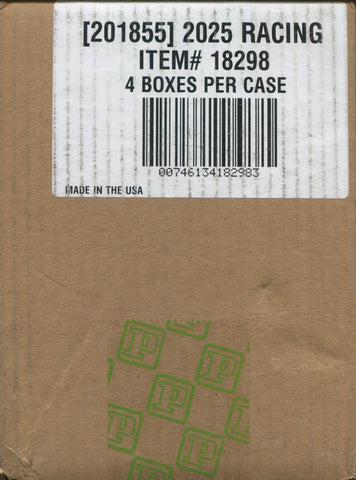 [201855] 2025 RACING
ITEM# 18298
4 BOXES PER CASE
00746134182983
MADE IN THE USA
P
P
P
P
P